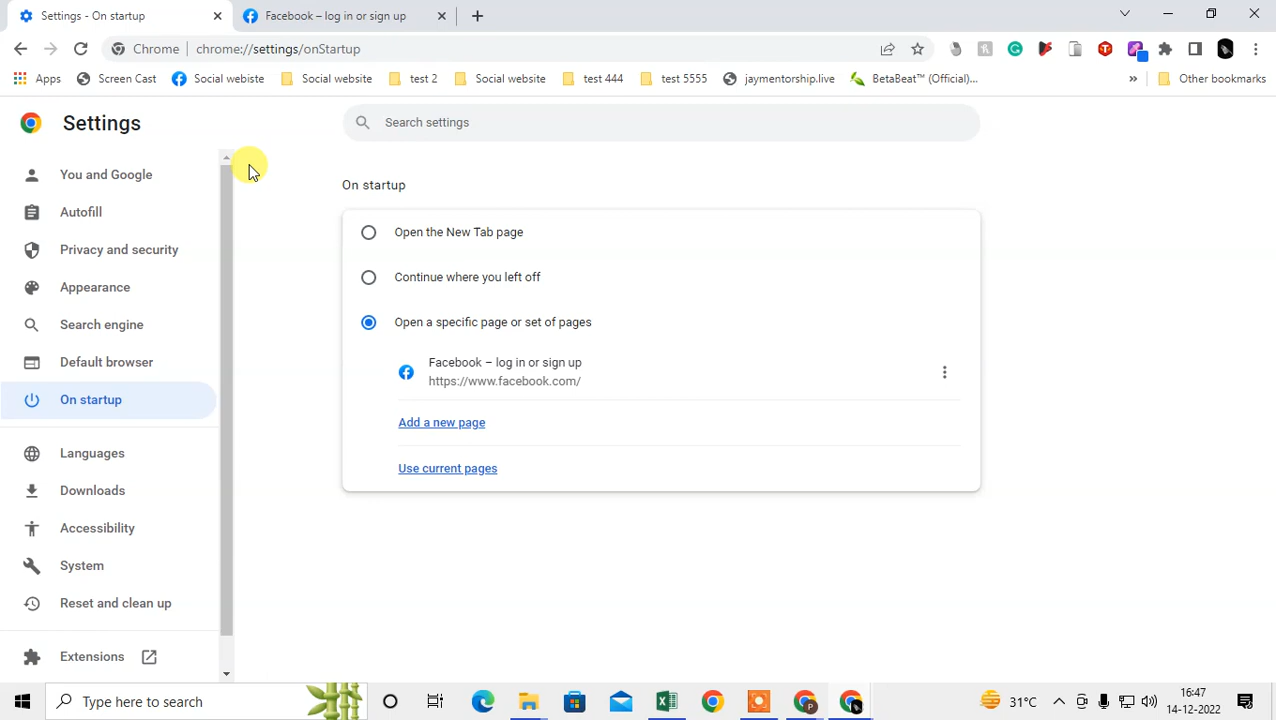 Settings - On startup
Facebook – log in or sign up
Chrome
chrome://settings/onStartup
Apps
Screen Cast
Social webiste
Social website
test 2
Social website
test 444
test 5555
jaymentorship.live
BetaBeat™ (Official)...
»
Other bookmarks
Settings
Search settings
You and Google
Autofill
Privacy and security
Appearance
Search engine
Default browser
On startup
Languages
Downloads
Accessibility
System
Reset and clean up
Extensions
On startup
Open the New Tab page
Continue where you left off
Open a specific page or set of pages
Facebook – log in or sign up
https://www.facebook.com/
Add a new page
Use current pages
Type here to search
31°C
16:47
14-12-2022